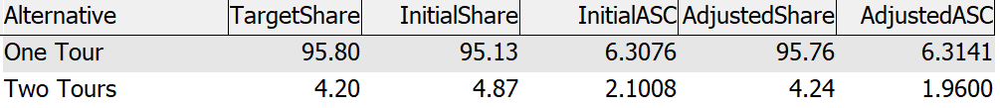 Alternative TargetShare InitialShare InitialASC AdjustedShare AdjustedASC
One Tour 95.80 95.13 6.3076 95.76 6.3141
Two Tours 4.20 4.87 2.1008 4.24 1.9600